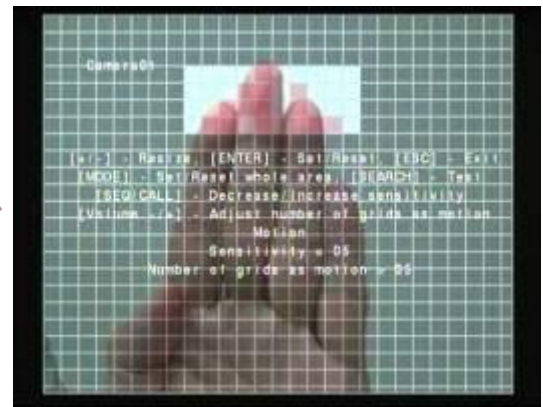 Camera01
[+/-] - Resize, [ENTER] - Set/Reset, [ESC] - Exit
[MODE] - Set/Reset whole area, [SEARCH] - Test
[SEQ/CALL] - Decrease/Increase sensitivity
[Volume -/+] - Adjust number of grids as motion
Motion
Sensitivity = 05
Number of grids as motion = 05